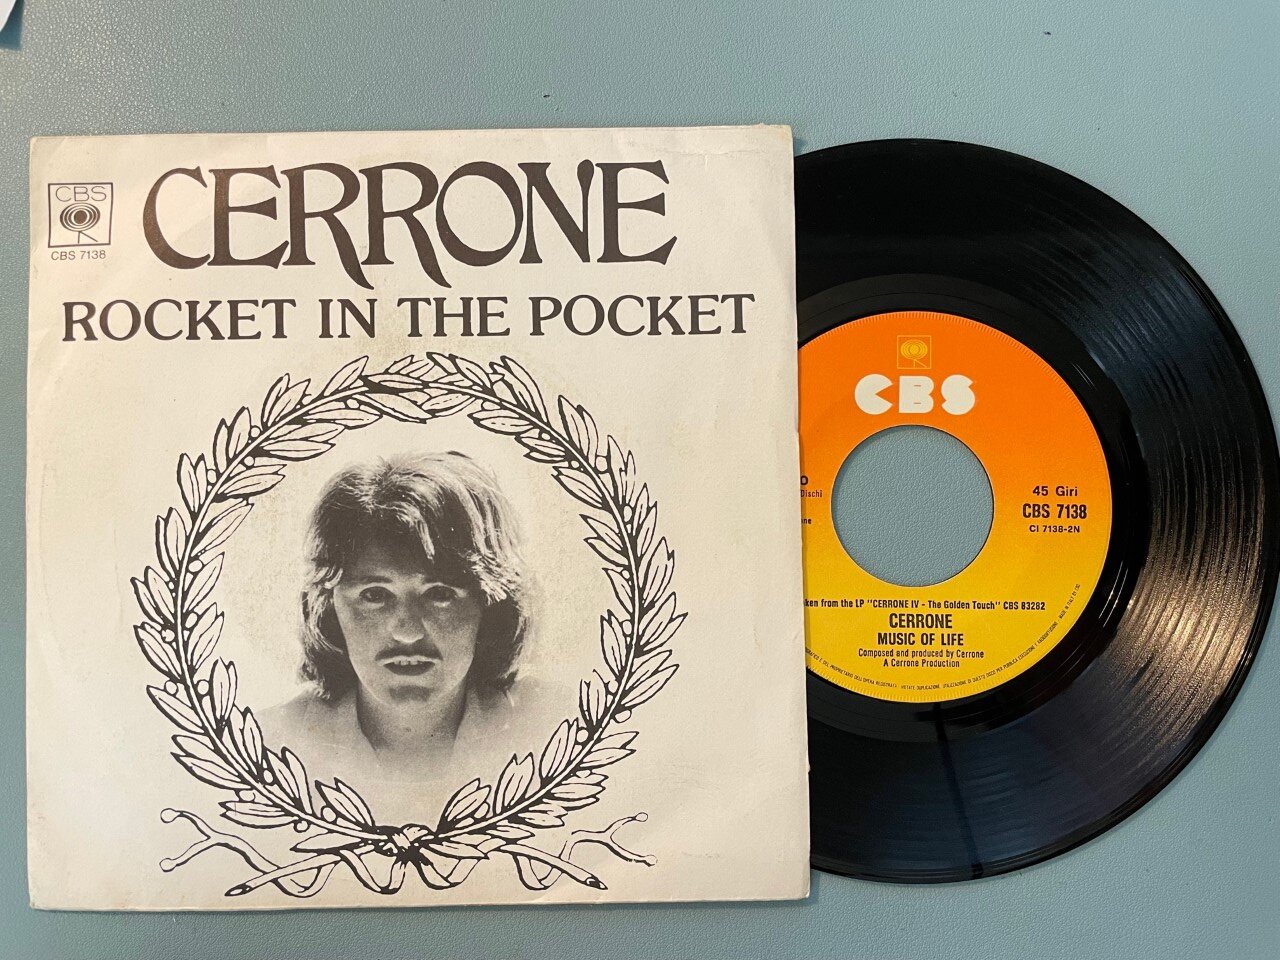 CBS
CBS 7138
CERRONE
ROCKET IN THE POCKET
CBS
Dischi
45 Giri
CBS 7138
CI 7138-2N
from the LP "CERRONE IV - The Golden Touch" CBS 83282
CERRONE
MUSIC OF LIFE
Composed and produced by Cerrone
A Cerrone Production